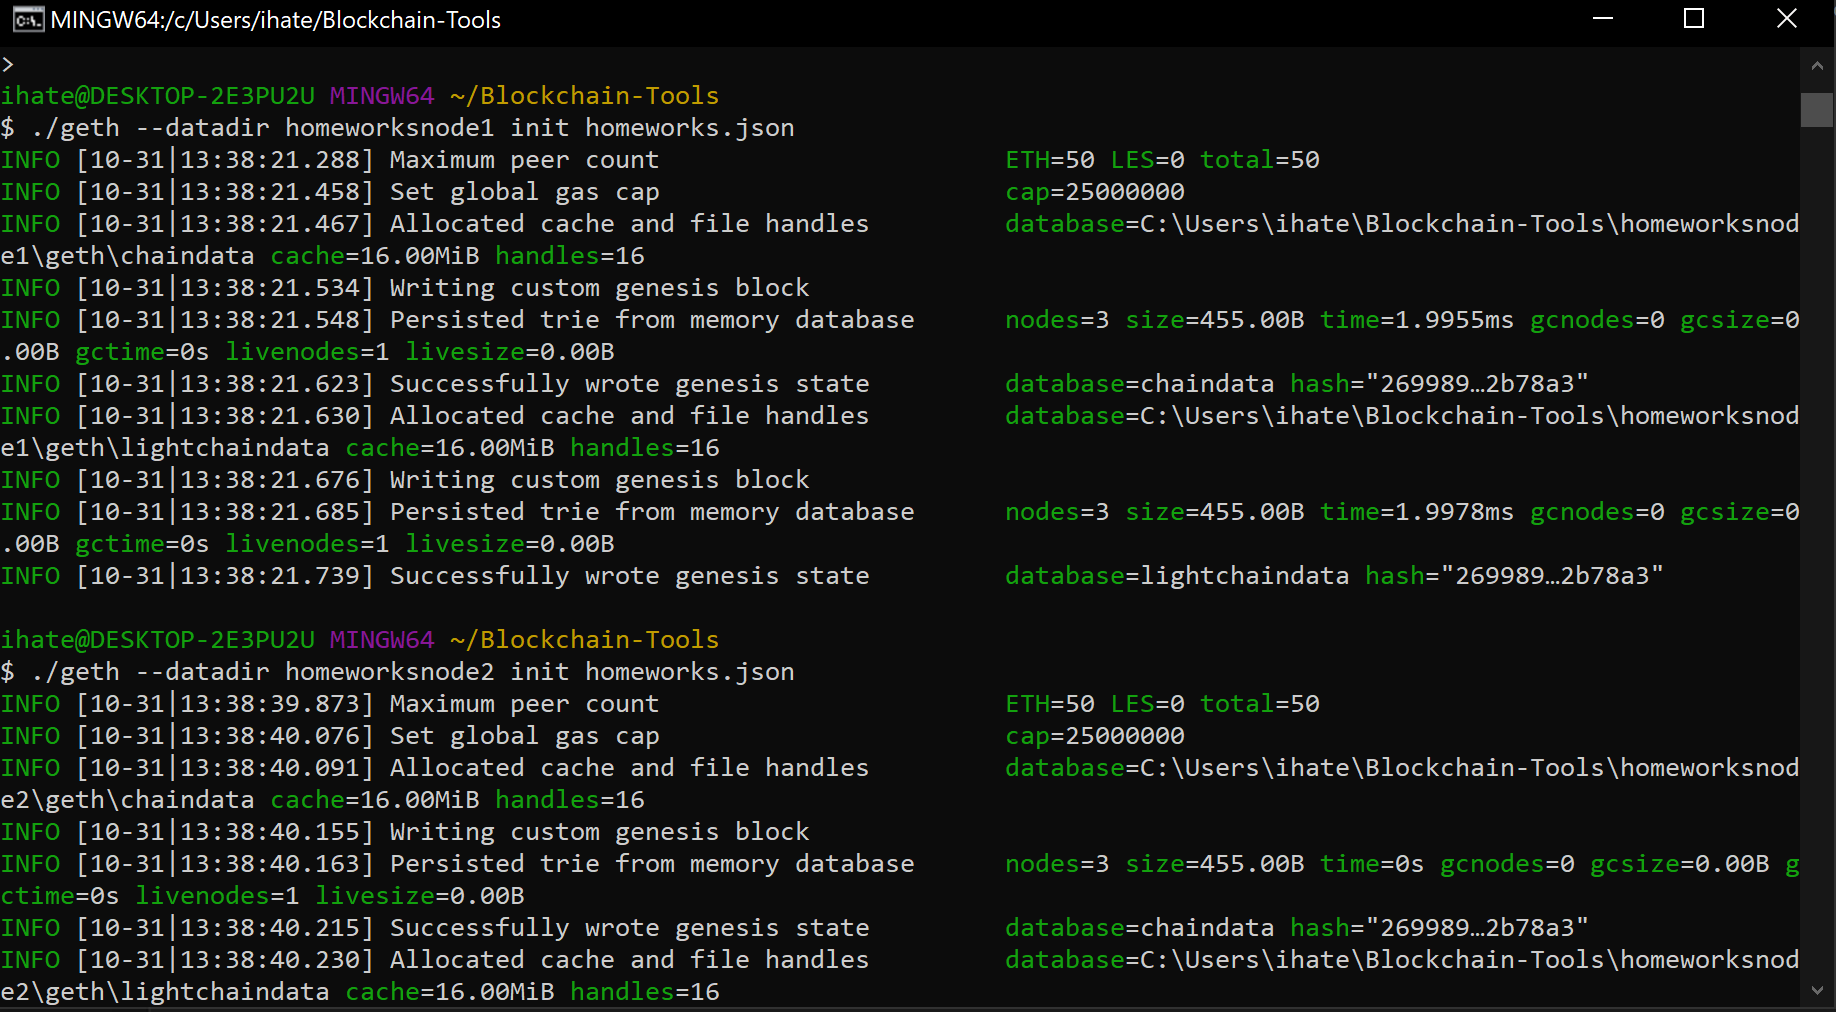 MINGW64:/c/Users/ihate/Blockchain-Tools
>
ihate@DESKTOP-2E3PU2U MINGW64 ~/Blockchain-Tools
$ ./geth --datadir homeworksnode1 init homeworks.json
INFO [10-31|13:38:21.288] Maximum peer count                       ETH=50 LES=0 total=50
INFO [10-31|13:38:21.458] Set global gas cap                       cap=25000000
INFO [10-31|13:38:21.467] Allocated cache and file handles         database=C:\Users\ihate\Blockchain-Tools\homeworksnod
e1\geth\chaindata cache=16.00MiB handles=16
INFO [10-31|13:38:21.534] Writing custom genesis block
INFO [10-31|13:38:21.548] Persisted trie from memory database      nodes=3 size=455.00B time=1.9955ms gcnodes=0 gcsize=0
.00B gctime=0s livenodes=1 livesize=0.00B
INFO [10-31|13:38:21.623] Successfully wrote genesis state         database=chaindata hash="269989…2b78a3"
INFO [10-31|13:38:21.630] Allocated cache and file handles         database=C:\Users\ihate\Blockchain-Tools\homeworksnod
e1\geth\lightchaindata cache=16.00MiB handles=16
INFO [10-31|13:38:21.676] Writing custom genesis block
INFO [10-31|13:38:21.685] Persisted trie from memory database      nodes=3 size=455.00B time=1.9978ms gcnodes=0 gcsize=0
.00B gctime=0s livenodes=1 livesize=0.00B
INFO [10-31|13:38:21.739] Successfully wrote genesis state         database=lightchaindata hash="269989…2b78a3"
ihate@DESKTOP-2E3PU2U MINGW64 ~/Blockchain-Tools
$ ./geth --datadir homeworksnode2 init homeworks.json
INFO [10-31|13:38:39.873] Maximum peer count                       ETH=50 LES=0 total=50
INFO [10-31|13:38:40.076] Set global gas cap                       cap=25000000
INFO [10-31|13:38:40.091] Allocated cache and file handles         database=C:\Users\ihate\Blockchain-Tools\homeworksnod
e2\geth\chaindata cache=16.00MiB handles=16
INFO [10-31|13:38:40.155] Writing custom genesis block
INFO [10-31|13:38:40.163] Persisted trie from memory database      nodes=3 size=455.00B time=0s gcnodes=0 gcsize=0.00B g
ctime=0s livenodes=1 livesize=0.00B
INFO [10-31|13:38:40.215] Successfully wrote genesis state         database=chaindata hash="269989…2b78a3"
INFO [10-31|13:38:40.230] Allocated cache and file handles         database=C:\Users\ihate\Blockchain-Tools\homeworksnod
e2\geth\lightchaindata cache=16.00MiB handles=16